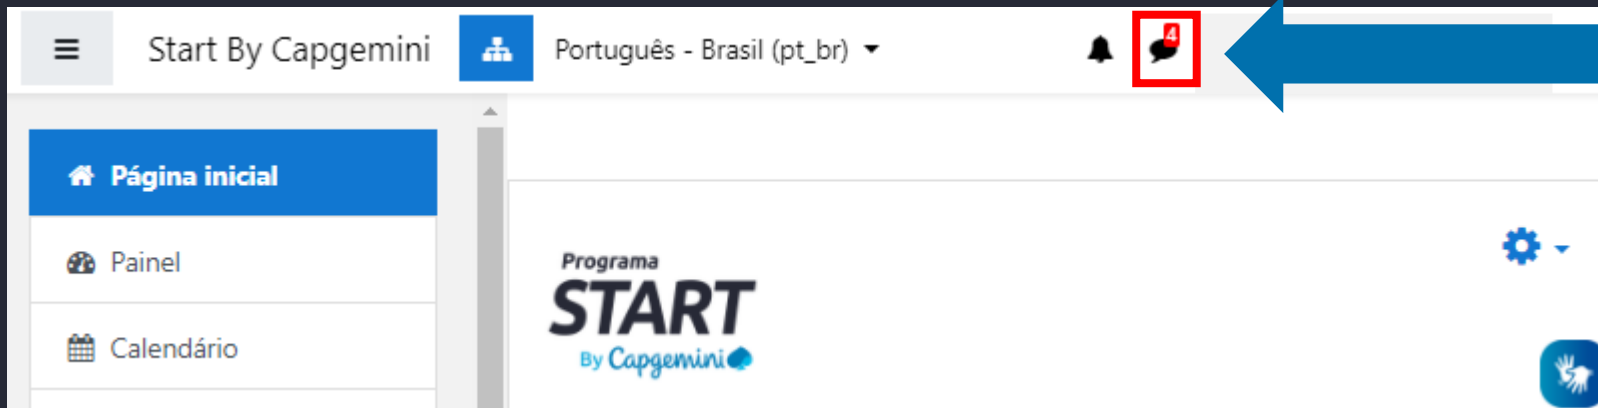 Start By Capgemini
Português - Brasil (pt_br)
4
Página inicial
Painel
Calendário
Programa
START
By Capgemini